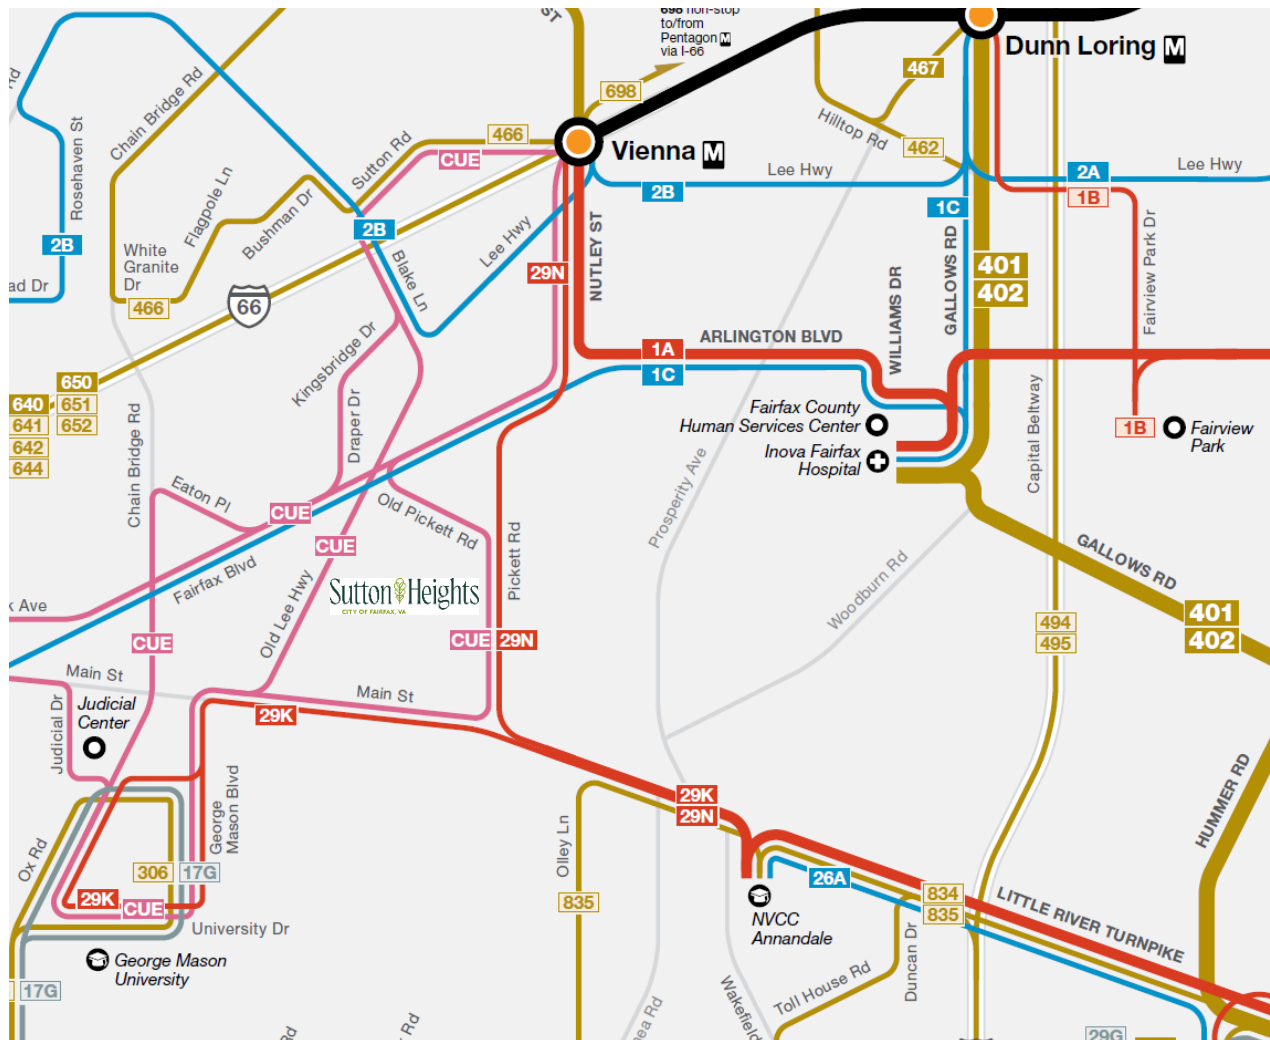 ST
698 non-stop
to/from
Pentagon M
via I-66
Dunn Loring M
467
698
Rd
Chain Bridge Rd
Rosehaven St
Sutton Rd
466
CUE
Vienna M
Hilltop Rd
462
Lee Hwy
2B
Lee Hwy
2A
1B
1C
Flagpole Ln
Bushman Dr
2B
2B
White
Granite
Dr
466
ad Dr
66
Blake Ln
Lee Hwy
29N
NUTLEY ST
WILLIAMS DR
GALLOWS RD
401
402
Fairview Park Dr
1A
ARLINGTON BLVD
1C
Kingsbridge Dr
650
640
651
641
652
642
644
Draper Dr
Chain Bridge Rd
Fairfax County
Human Services Center
Inova Fairfax
Hospital
Capital Beltway
1B
Fairview
Park
Eaton Pl
CUE
Old Pickett Rd
CUE
Prosperity Ave
Pickett Rd
GALLOWS RD
Fairfax Blvd
Old Lee Hwy
Sutton Heights
CITY OF FAIRFAX, VA
Woodburn Rd
k Ave
CUE
CUE
29N
494
495
401
402
Main St
Main St
Judicial Dr
Judicial
Center
29K
George
Mason Blvd
29K
29N
HUMMER RD
Olley Ln
Ox Rd
306
17G
29K
CUE
835
26A
834
835
LITTLE RIVER TURNPIKE
NVCC
Annandale
University Dr
George Mason
University
17G
Duncan Dr
Toll House Rd
Wakefield
Rd
Rd
ea Rd
29G